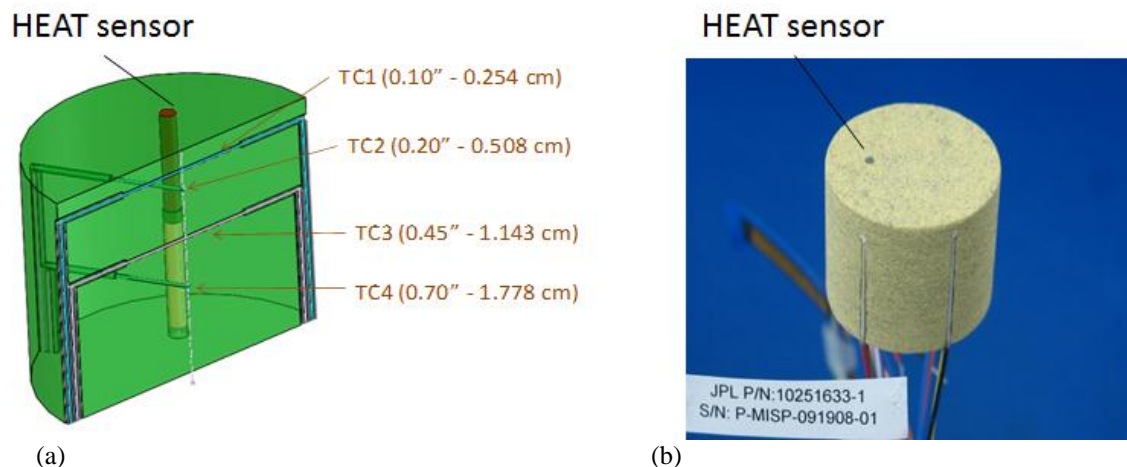 HEAT sensor
TC1 (0.10” - 0.254 cm)
TC2 (0.20” - 0.508 cm)
TC3 (0.45” - 1.143 cm)
TC4 (0.70” - 1.778 cm)
(a)
HEAT sensor
JPL P/N:10251633-1
S/N: P-MISP-091908-01
(b)